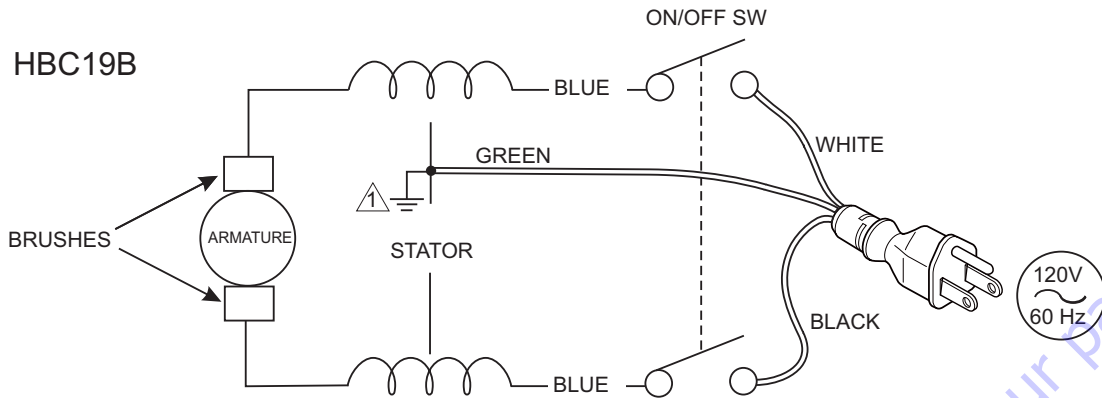 ON/OFF SW
HBC19B
BLUE
WHITE
GREEN
1
BRUSHES
ARMATURE
STATOR
120V
60 Hz
BLACK
BLUE